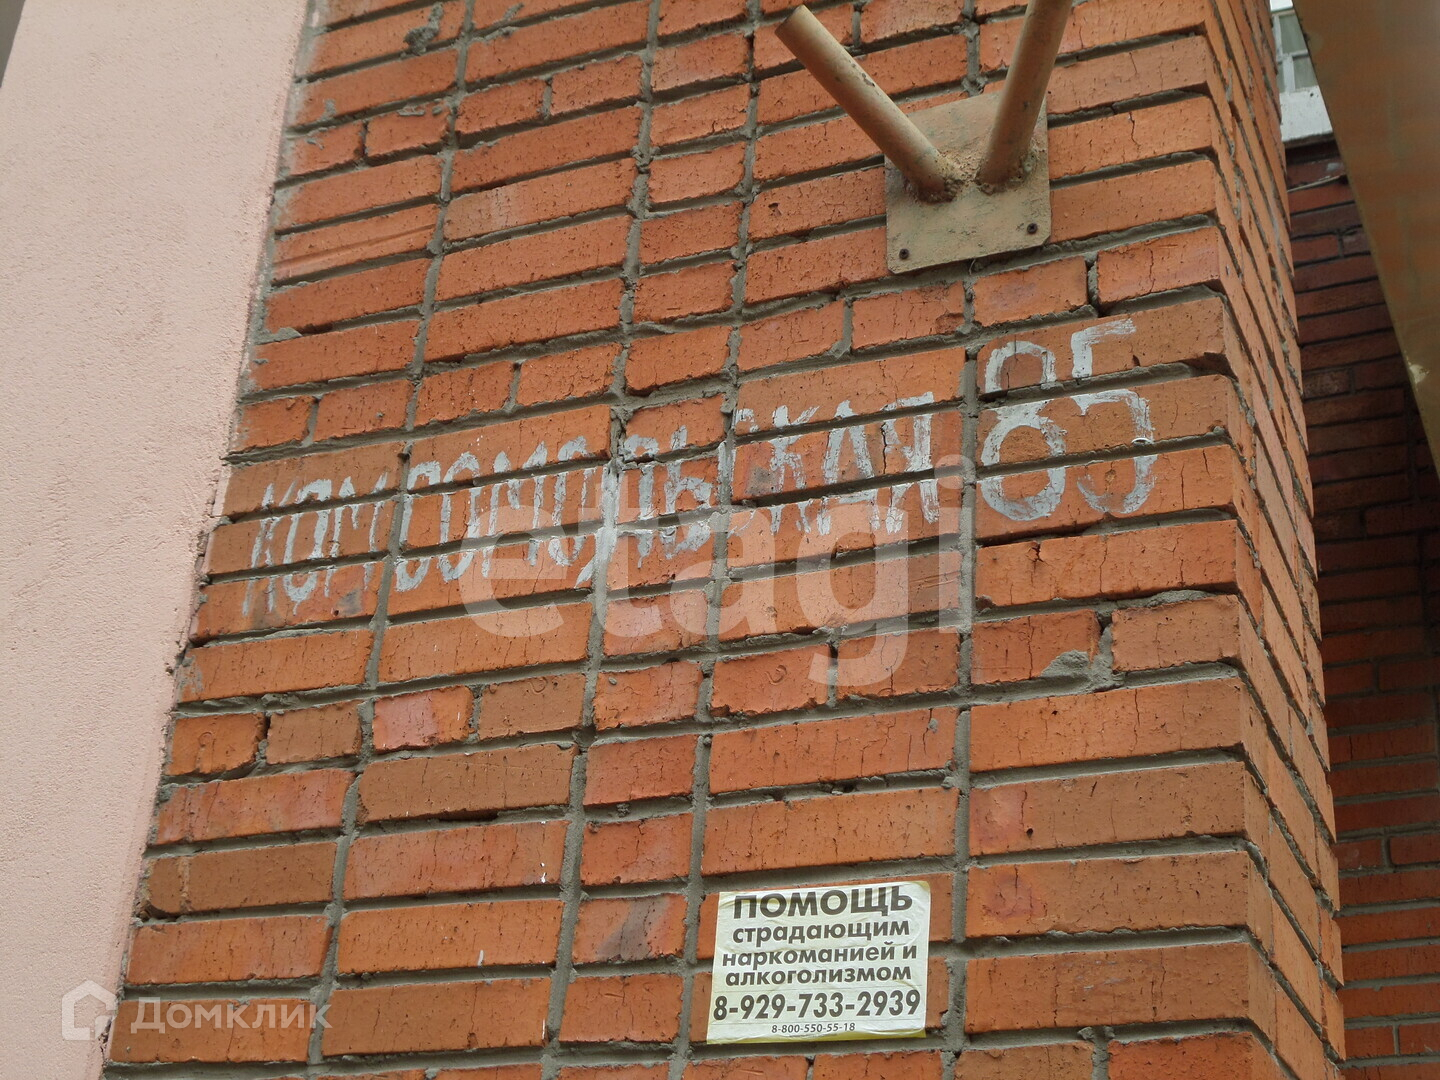 КОМСОМОЛЬСКАЯ 85
etagi
ПОМОЩЬ
страдающим
наркоманией и
алкоголизмом
8-929-733-2939
8-800-550-55-18
Домклик